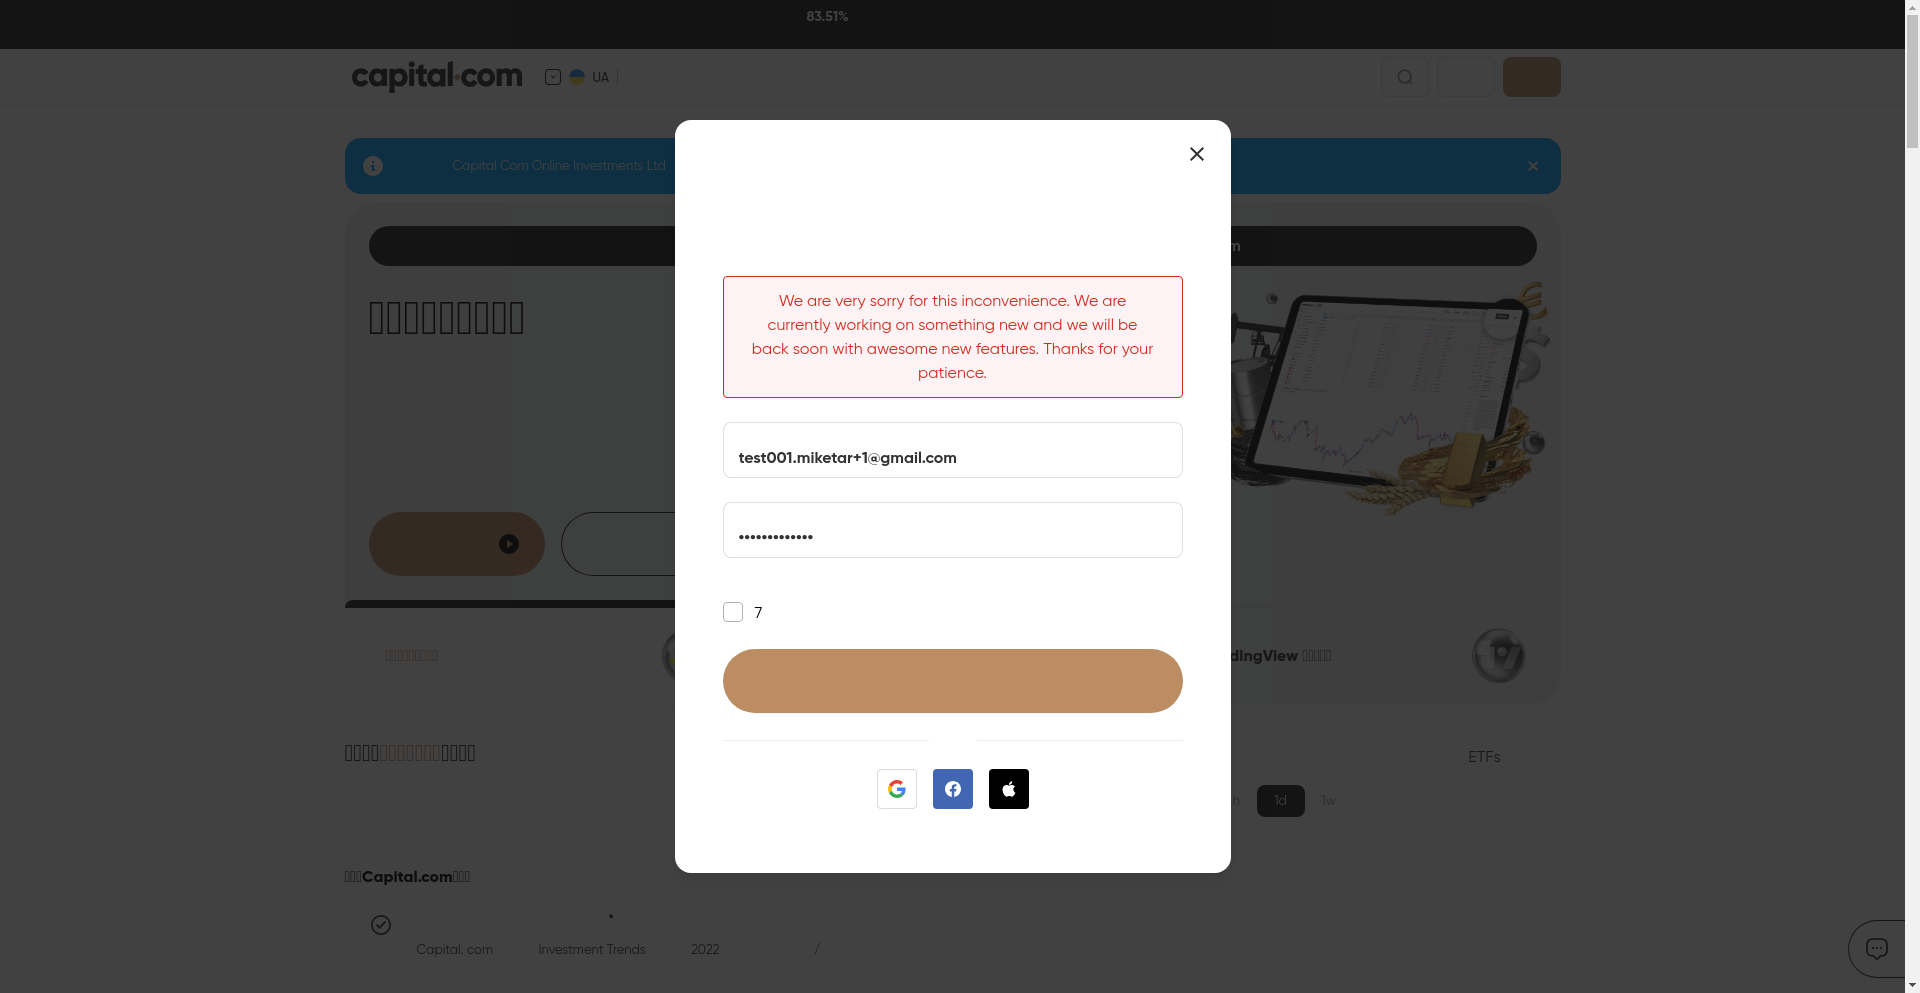 83.51%
capital.com
UA
Capital Com Online Investments Ltd
m
We are very sorry for this inconvenience. We are
currently working on something new and we will be
back soon with awesome new features. Thanks for your
patience.
test001.miketar+1@gmail.com
•••••••••••••
7
dingView
ETFs
h 1d 1w
Capital.com
Capital. com Investment Trends 2022 /